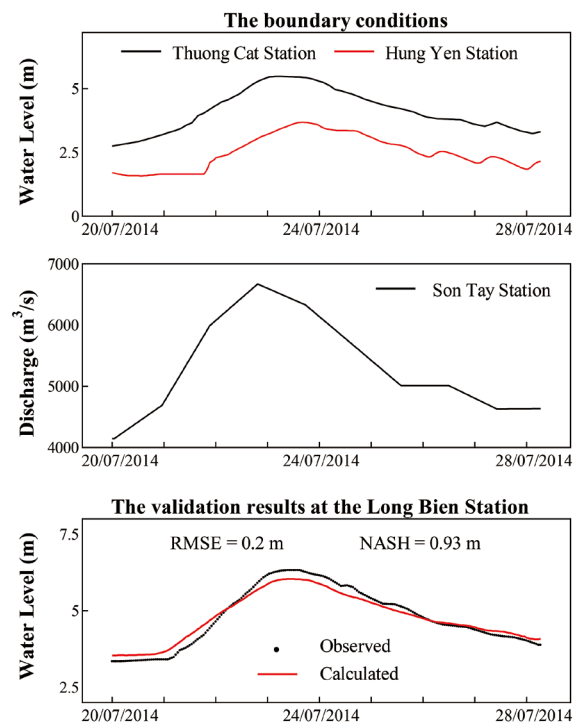 The boundary conditions
Thuong Cat Station Hung Yen Station
Water Level (m)
5
2.5
0
20/07/2014 24/07/2014 28/07/2014
Discharge (m³/s)
7000
6000
5000
4000
Son Tay Station
20/07/2014 24/07/2014 28/07/2014
The validation results at the Long Bien Station
Water Level (m)
7.5
5
2.5
RMSE = 0.2 m NASH = 0.93 m
Observed
Calculated
20/07/2014 24/07/2014 28/07/2014